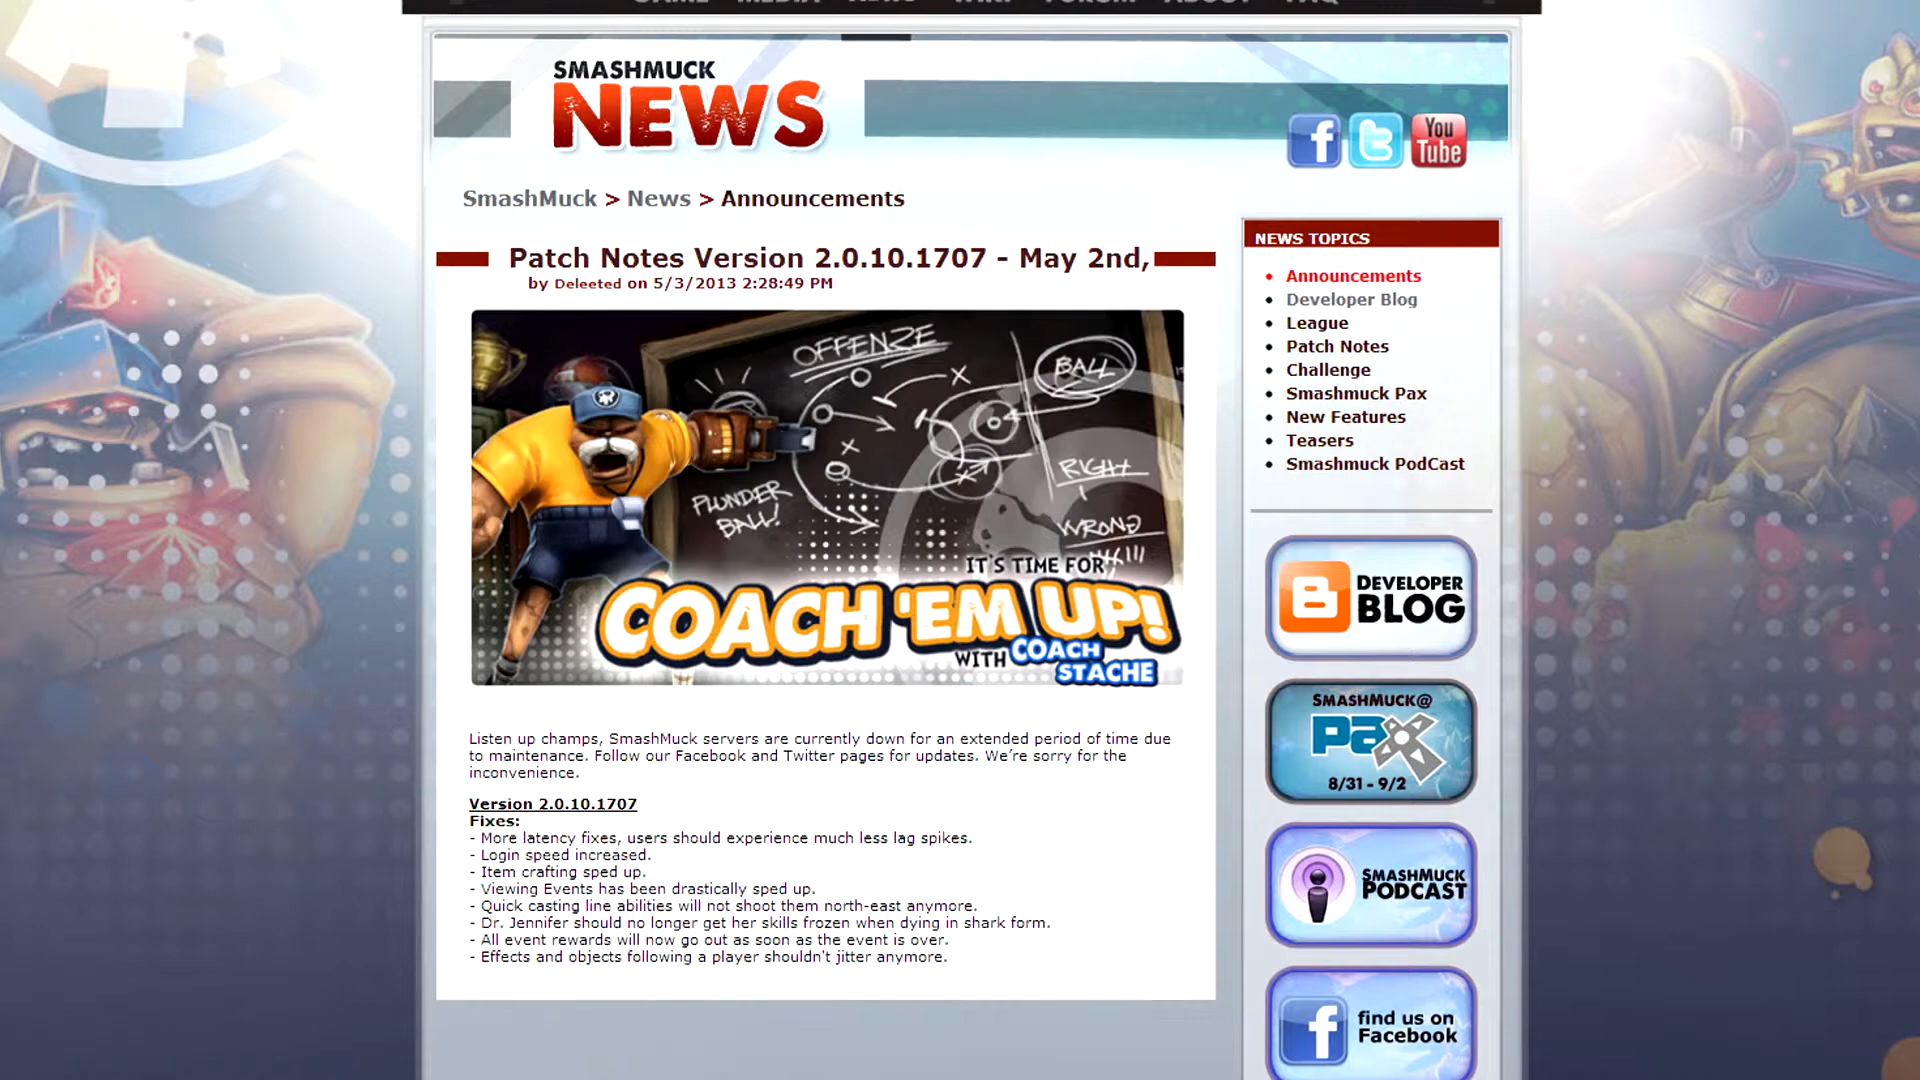 GAME MEDIA NEWS WIKI FORUM ABOUT FAQ
SMASHMUCK
NEWS
You
Tube
SmashMuck > News > Announcements
Patch Notes Version 2.0.10.1707 - May 2nd,
by Deleeted on 5/3/2013 2:28:49 PM
OFFENZE
BALL
RIGHT
PLUNDER
BALL!
WRONG
IT'S TIME FOR
COACH 'EM UP!
WITH COACH
STACHE
Listen up champs, SmashMuck servers are currently down for an extended period of time due
to maintenance. Follow our Facebook and Twitter pages for updates. We’re sorry for the
inconvenience.
Version 2.0.10.1707
Fixes:
- More latency fixes, users should experience much less lag spikes.
- Login speed increased.
- Item crafting sped up.
- Viewing Events has been drastically sped up.
- Quick casting line abilities will not shoot them north-east anymore.
- Dr. Jennifer should no longer get her skills frozen when dying in shark form.
- All event rewards will now go out as soon as the event is over.
- Effects and objects following a player shouldn't jitter anymore.
NEWS TOPICS
Announcements
Developer Blog
League
Patch Notes
Challenge
Smashmuck Pax
New Features
Teasers
Smashmuck PodCast
DEVELOPER
BLOG
SMASHMUCK@
PAX
8/31 - 9/2
SMASHMUCK
PODCAST
find us on
Facebook